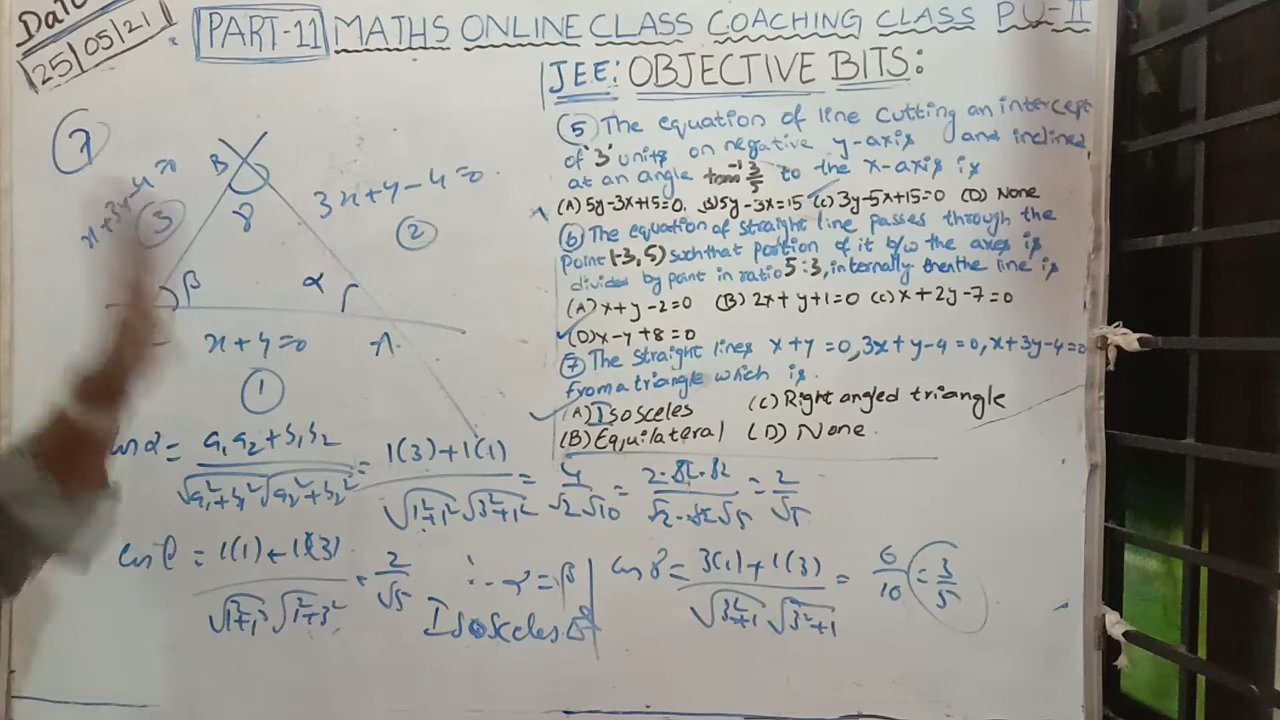 Date
25/05/21
PART-11 MATHS ONLINE CLASS COACHING CLASS P.U-II
JEE: OBJECTIVE BITS:
(5) The equation of line cutting an intercept
of '3' units on negative y-axis and inclined
at an angle tan⁻¹ 3/5 to the x-axis is
(A) 5y-3x+15=0. (B) 5y-3x=15 (C) 3y-5x+15=0 (D) None
(6) The equation of straight line passes through the
point (-3, 5) such that portion of it b/w the axes is
divided by point in ratio 5:3, internally then the line is
(A) x+y-2=0 (B) 2x+y+1=0 (C) x+2y-7=0
(D) x-y+8=0
(7) The straight lines x+y=0, 3x+y-4=0, x+3y-4=0
from a triangle which is.
(A) Isosceles (C) Right angled triangle
(B) Equilateral (D) None.
7
B
γ
3x+y-4=0.
(2)
(3)
β
α
x+y=0
A
(1)
cos α = (a₁a₂+b₁b₂)/(√a₁²+b₁² √a₂²+b₂²) = (1(3)+1(1))/(√1²+1² √3²+1²) = 4/(√2√10) = (2·√2·√2)/(√2·√2√5) = 2/√5
cos β = (1(1)+1(3))/(√1²+1² √1²+3²) = 2/√5
∴ α=β
Isosceles Δ
cos γ = (3(1)+1(3))/(√3²+1 √3²+1) = 6/10 = 3/5